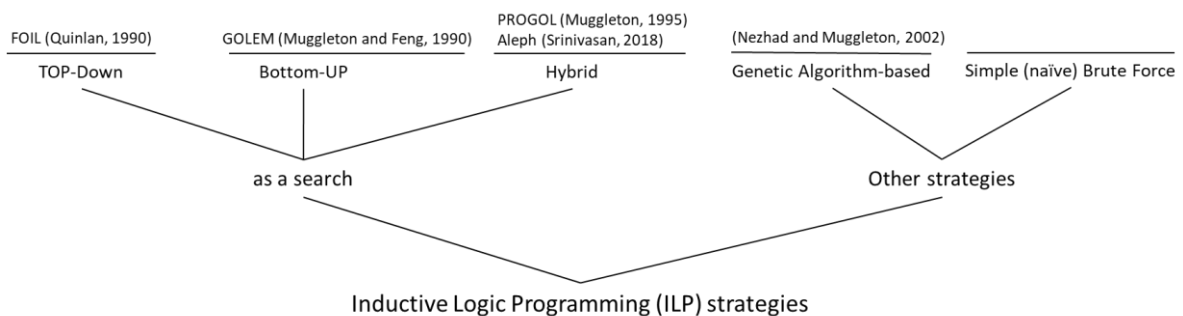 FOIL (Quinlan, 1990)
GOLEM (Muggleton and Feng, 1990)
PROGOL (Muggleton, 1995)
Aleph (Srinivasan, 2018)
(Nezhad and Muggleton, 2002)
TOP-Down
Bottom-UP
Hybrid
Genetic Algorithm-based
Simple (naïve) Brute Force
as a search
Other strategies
Inductive Logic Programming (ILP) strategies